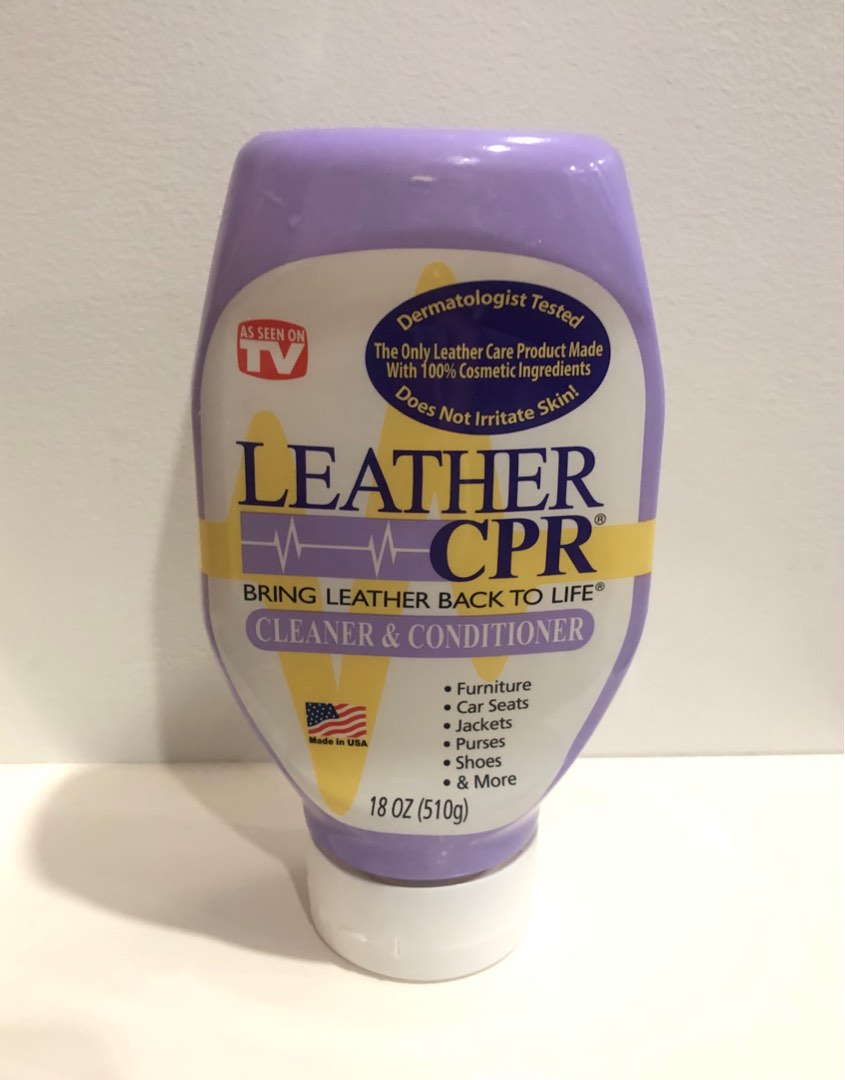 AS SEEN ON
TV
Dermatologist Tested
The Only Leather Care Product Made
With 100% Cosmetic Ingredients
Does Not Irritate Skin!
LEATHER
CPR®
BRING LEATHER BACK TO LIFE®
CLEANER & CONDITIONER
• Furniture
• Car Seats
• Jackets
• Purses
• Shoes
• & More
Made in USA
18 OZ (510g)